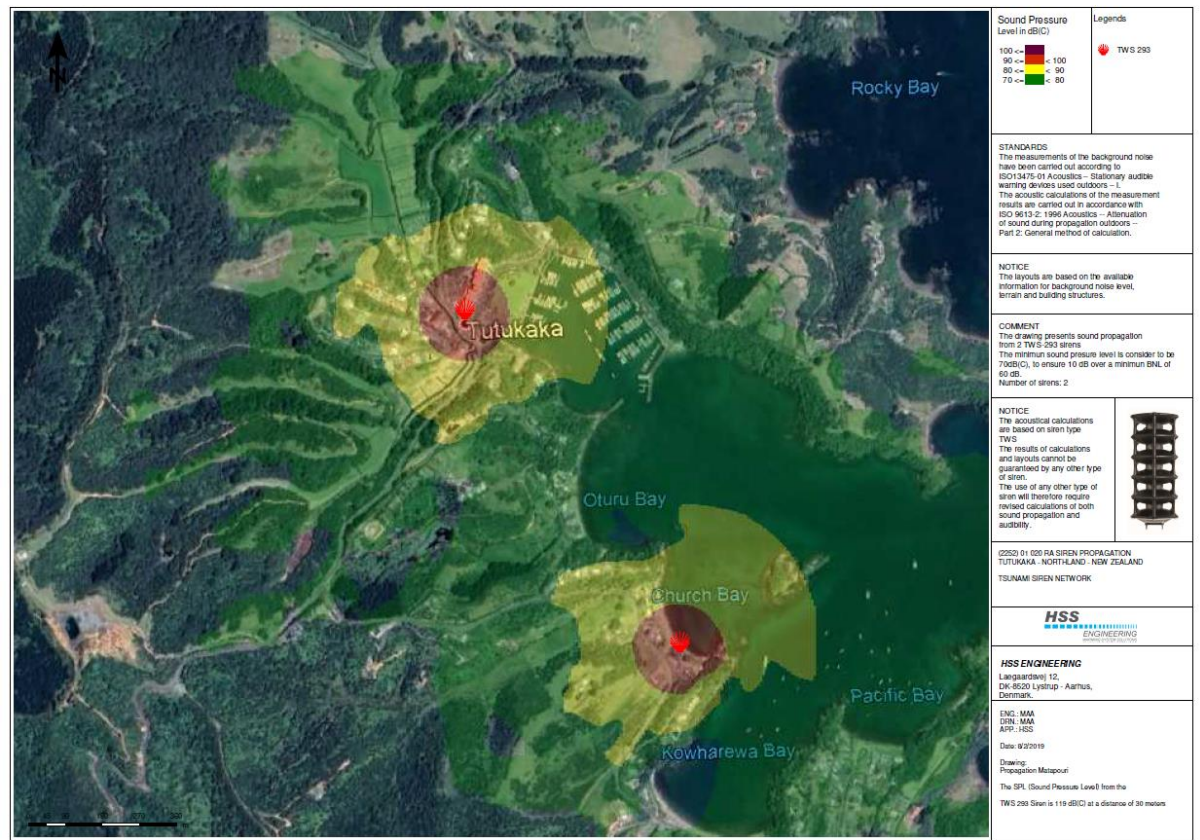 N
Rocky Bay
Tutukaka
Oturu Bay
Church Bay
Pacific Bay
Kowharewa Bay
Sound Pressure
Level in dB(C)
100 <=
90 <= < 100
80 <= < 90
70 <= < 80
Legends
TWS 293
STANDARDS
The measurements of the background noise
have been carried out according to
ISO13475-01 Acoustics -- Stationary audible
warning devices used outdoors -- I.
The acoustic calculations of the measurement
results are carried out in accordance with
ISO 9613-2: 1996 Acoustics -- Attenuation
of sound during propagation outdoors --
Part 2: General method of calculation.
NOTICE
The layouts are based on the available
information for background noise level,
terrain and building structures.
COMMENT
The drawing presents sound propagation
from 2 TWS-293 sirens
The minimun sound presure level is consider to be
70dB(C), to ensure 10 dB over a minimun BNL of
60 dB.
Number of sirens: 2
NOTICE
The acoustical calculations
are based on siren type
TWS
The results of calculations
and layouts cannot be
guaranteed by any other type
of siren.
The use of any other type of
siren will therefore require
revised calculations of both
sound propagation and
audibility.
(2252) 01 020 RA SIREN PROPAGATION
TUTUKAKA - NORTHLAND - NEW ZEALAND
TSUNAMI SIREN NETWORK
HSS
ENGINEERING
HSS ENGINEERING
Laegaardsvej 12,
DK-8520 Lystrup - Aarhus,
Denmark.
ENG.: MAA
DRN.: MAA
APP.: HSS
Date: 8/2/2019
Drawing:
Propagation Matapouri
The SPL (Sound Pressure Level) from the
TWS 293 Siren is 119 dB(C) at a distance of 30 meters